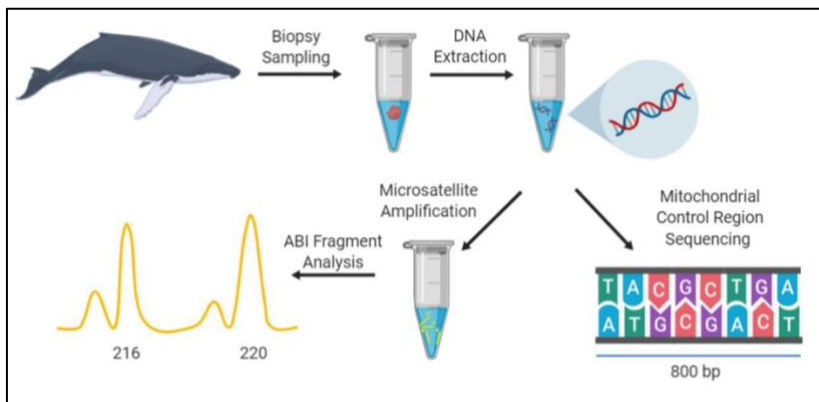 Biopsy
Sampling
DNA
Extraction
Microsatellite
Amplification
Mitochondrial
Control Region
Sequencing
ABI Fragment
Analysis
T A C G C T G A
A T G C G A C T
216
220
800 bp